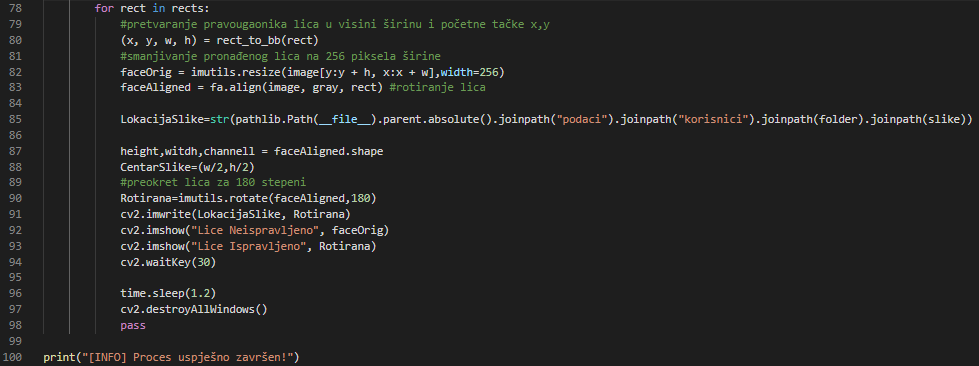 78 for rect in rects:
79 #pretvaranje pravougaonika lica u visini širinu i početne tačke x,y
80 (x, y, w, h) = rect_to_bb(rect)
81 #smanjivanje pronađenog lica na 256 piksela širine
82 faceOrig = imutils.resize(image[y:y + h, x:x + w],width=256)
83 faceAligned = fa.align(image, gray, rect) #rotiranje lica
84
85 LokacijaSlike=str(pathlib.Path(__file__).parent.absolute().joinpath("podaci").joinpath("korisnici").joinpath(folder).joinpath(slike))
86
87 height,witdh,channell = faceAligned.shape
88 CentarSlike=(w/2,h/2)
89 #preokret lica za 180 stepeni
90 Rotirana=imutils.rotate(faceAligned,180)
91 cv2.imwrite(LokacijaSlike, Rotirana)
92 cv2.imshow("Lice Neispravljeno", faceOrig)
93 cv2.imshow("Lice Ispravljeno", Rotirana)
94 cv2.waitKey(30)
95
96 time.sleep(1.2)
97 cv2.destroyAllWindows()
98 pass
99
100 print("[INFO] Proces uspješno završen!")